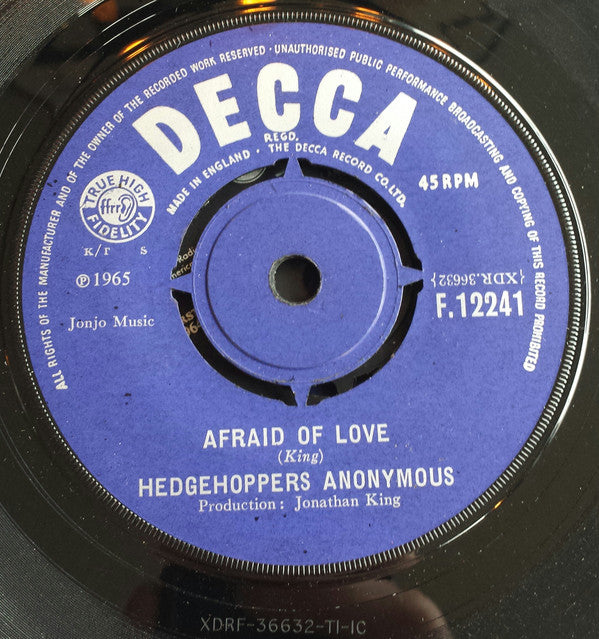 ALL RIGHTS OF THE MANUFACTURER AND OF THE OWNER OF THE RECORDED WORK RESERVED · UNAUTHORISED PUBLIC PERFORMANCE BROADCASTING AND COPYING OF THIS RECORD PROHIBITED
DECCA
REGD.
MADE IN ENGLAND · THE DECCA RECORD CO. LTD.
TRUE HIGH
ffrr
FIDELITY
45 RPM
K/T S
℗ 1965
{XDR.36632}
F.12241
Jonjo Music
AFRAID OF LOVE
(King)
HEDGEHOPPERS ANONYMOUS
Production: Jonathan King
XDRF-36632-T1-1C